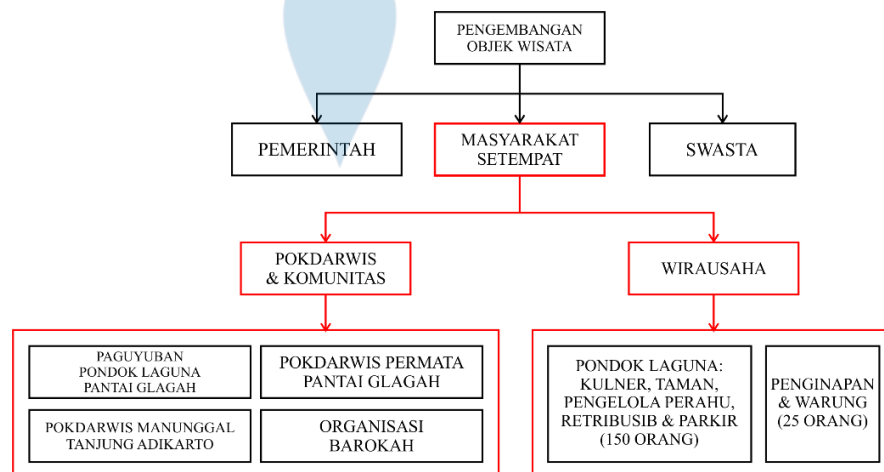 PENGEMBANGAN
OBJEK WISATA
PEMERINTAH
MASYARAKAT
SETEMPAT
SWASTA
POKDARWIS
& KOMUNITAS
WIRAUSAHA
PAGUYUBAN
PONDOK LAGUNA
PANTAI GLAGAH
POKDARWIS PERMATA
PANTAI GLAGAH
POKDARWIS MANUNGGAL
TANJUNG ADIKARTO
ORGANISASI
BAROKAH
PONDOK LAGUNA:
KULNER, TAMAN,
PENGELOLA PERAHU,
RETRIBUSIB & PARKIR
(150 ORANG)
PENGINAPAN
& WARUNG
(25 ORANG)